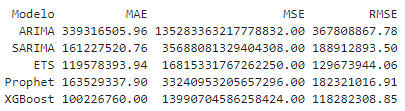 Modelo MAE MSE RMSE
ARIMA 339316505.96 135283363217778832.00 367808867.78
SARIMA 161227520.76 35688081329404308.00 188912893.50
ETS 119578393.94 16815331767262250.00 129673944.06
Prophet 163529337.90 33240953205657296.00 182321016.91
XGBoost 100226760.00 13990704586258424.00 118282308.85